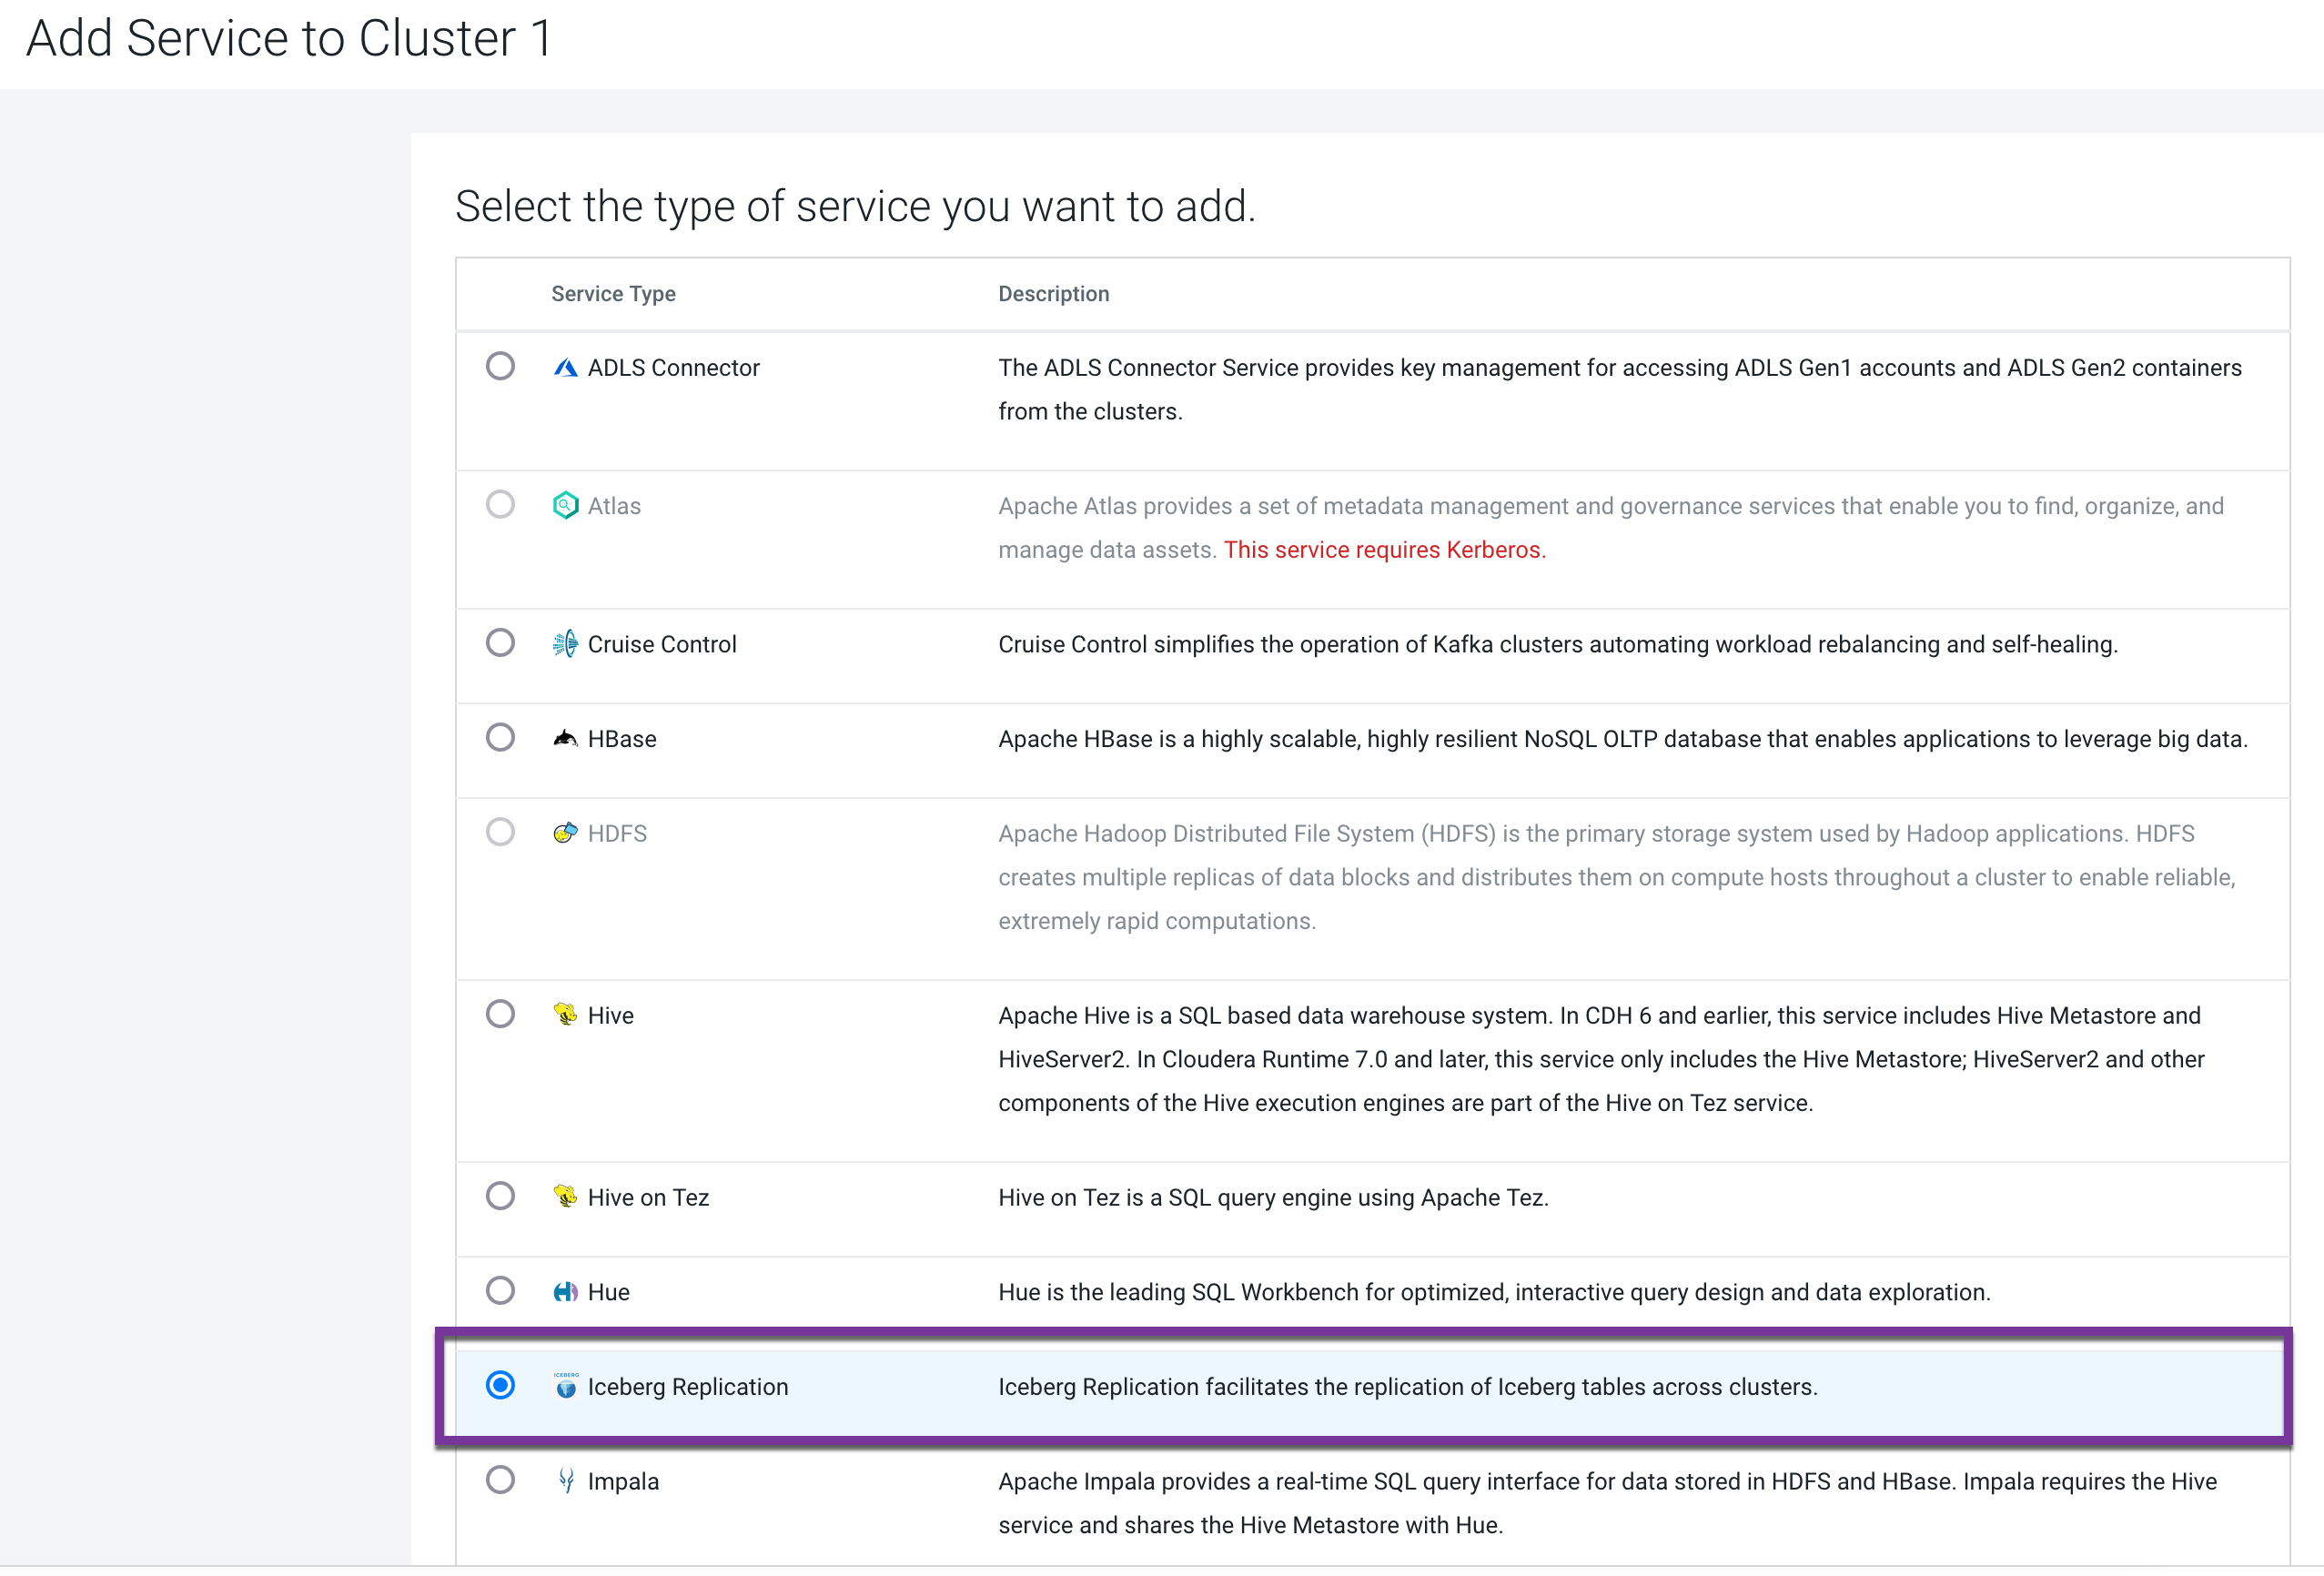 Add Service to Cluster 1
Select the type of service you want to add.
Service Type Description
ADLS Connector The ADLS Connector Service provides key management for accessing ADLS Gen1 accounts and ADLS Gen2 containers
from the clusters.
Atlas Apache Atlas provides a set of metadata management and governance services that enable you to find, organize, and
manage data assets. This service requires Kerberos.
Cruise Control Cruise Control simplifies the operation of Kafka clusters automating workload rebalancing and self-healing.
HBase Apache HBase is a highly scalable, highly resilient NoSQL OLTP database that enables applications to leverage big data.
HDFS Apache Hadoop Distributed File System (HDFS) is the primary storage system used by Hadoop applications. HDFS
creates multiple replicas of data blocks and distributes them on compute hosts throughout a cluster to enable reliable,
extremely rapid computations.
Hive Apache Hive is a SQL based data warehouse system. In CDH 6 and earlier, this service includes Hive Metastore and
HiveServer2. In Cloudera Runtime 7.0 and later, this service only includes the Hive Metastore; HiveServer2 and other
components of the Hive execution engines are part of the Hive on Tez service.
Hive on Tez Hive on Tez is a SQL query engine using Apache Tez.
Hue Hue is the leading SQL Workbench for optimized, interactive query design and data exploration.
ICEBERG
Iceberg Replication Iceberg Replication facilitates the replication of Iceberg tables across clusters.
Impala Apache Impala provides a real-time SQL query interface for data stored in HDFS and HBase. Impala requires the Hive
service and shares the Hive Metastore with Hue.